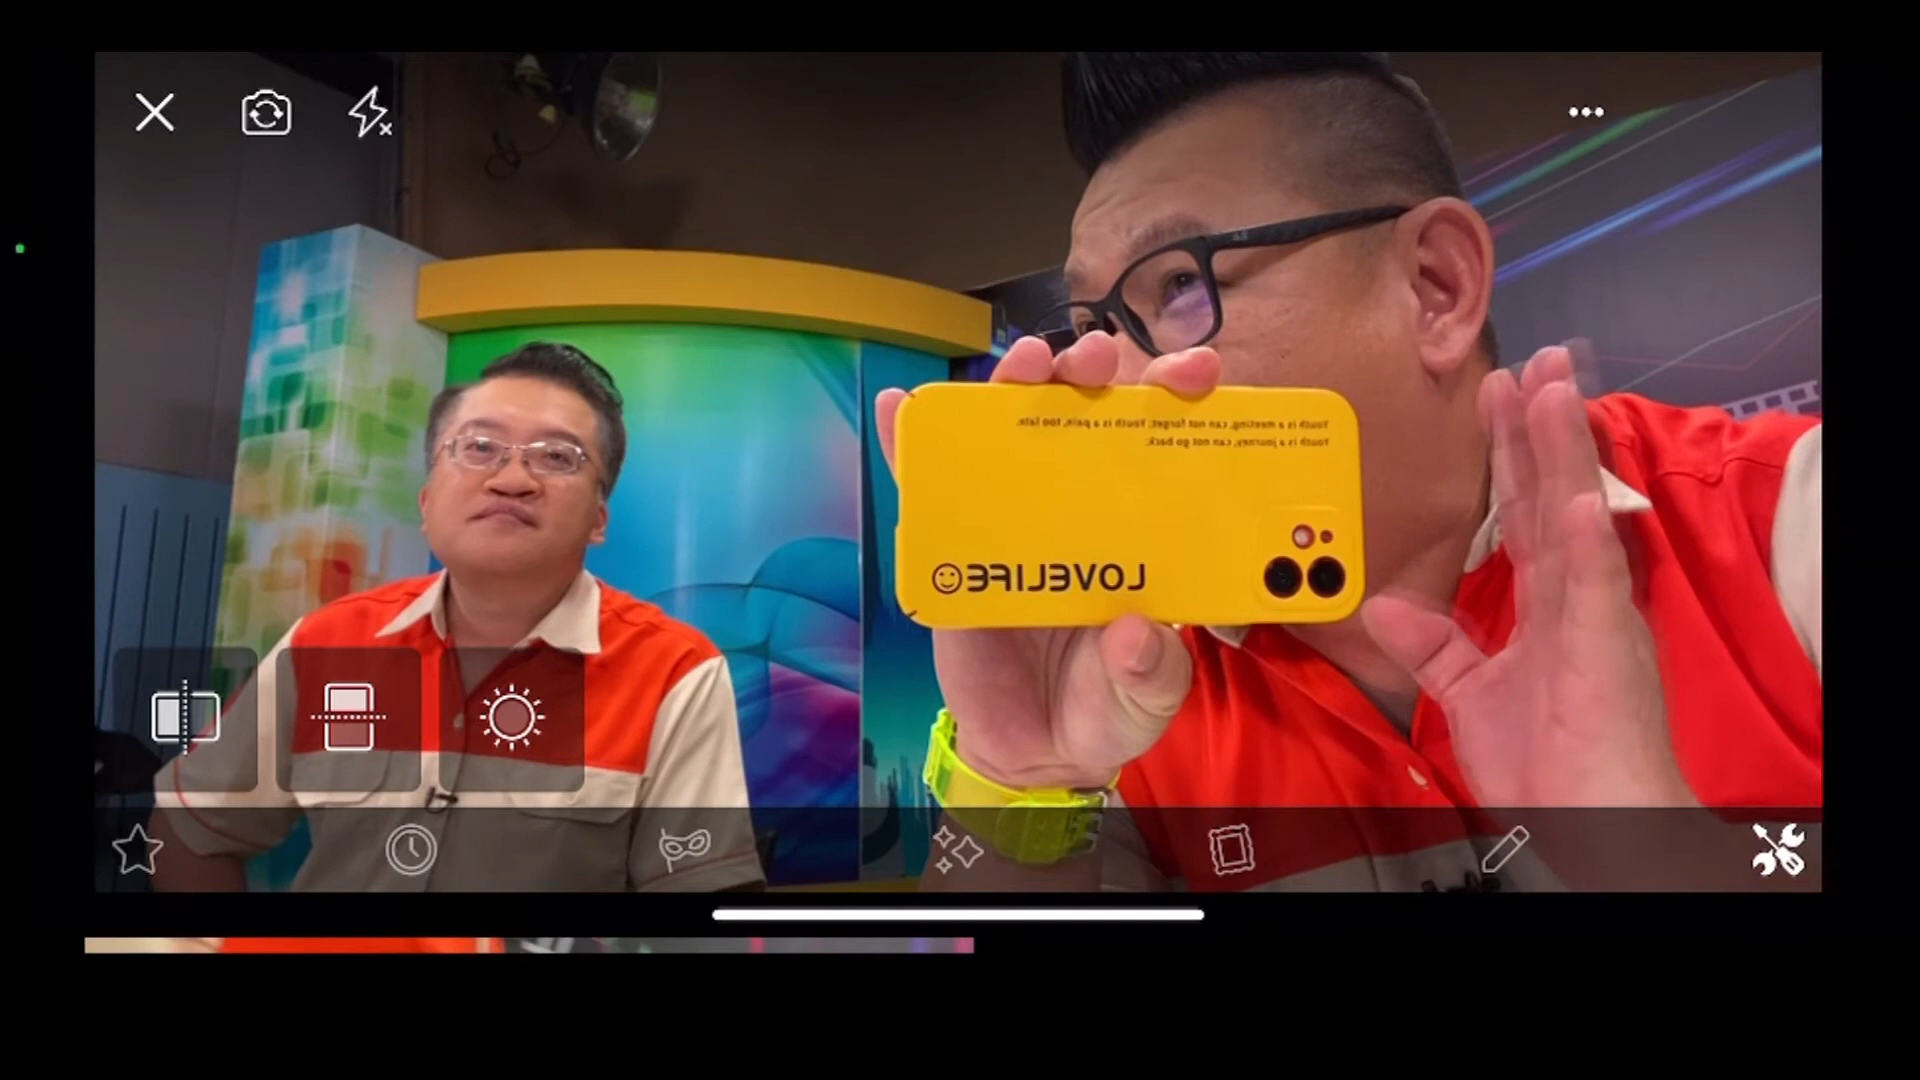 Youth is a meeting, can not forget; Youth is a pain, too late.
Youth is a journey, can not go back;
LOVELIFE